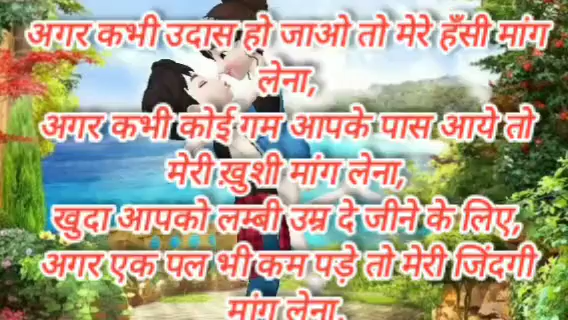 अगर कभी उदास हो जाओ तो मेरे हँसी मांग
लेना,
अगर कभी कोई गम आपके पास आये तो
मेरी ख़ुशी मांग लेना,
खुदा आपको लम्बी उम्र दे जीने के लिए,
अगर एक पल भी कम पड़े तो मेरी जिंदगी
मांग लेना.